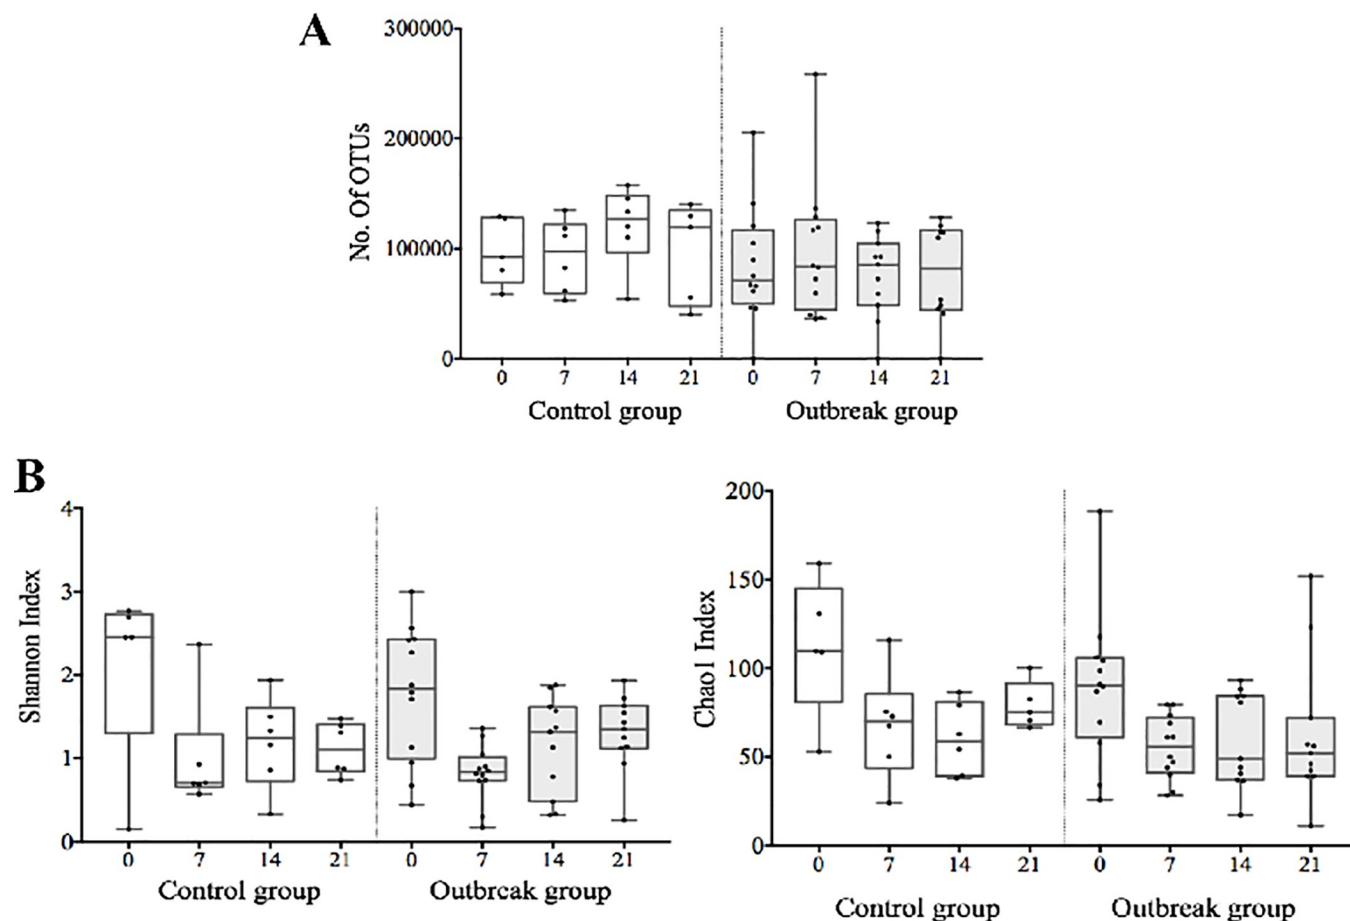 A
No. Of OTUs
300000
200000
100000
0
0 7 14 21 0 7 14 21
Control group Outbreak group
B
Shannon Index
4
3
2
1
0
0 7 14 21 0 7 14 21
Control group Outbreak group
Chao1 Index
200
150
100
50
0
0 7 14 21 0 7 14 21
Control group Outbreak group